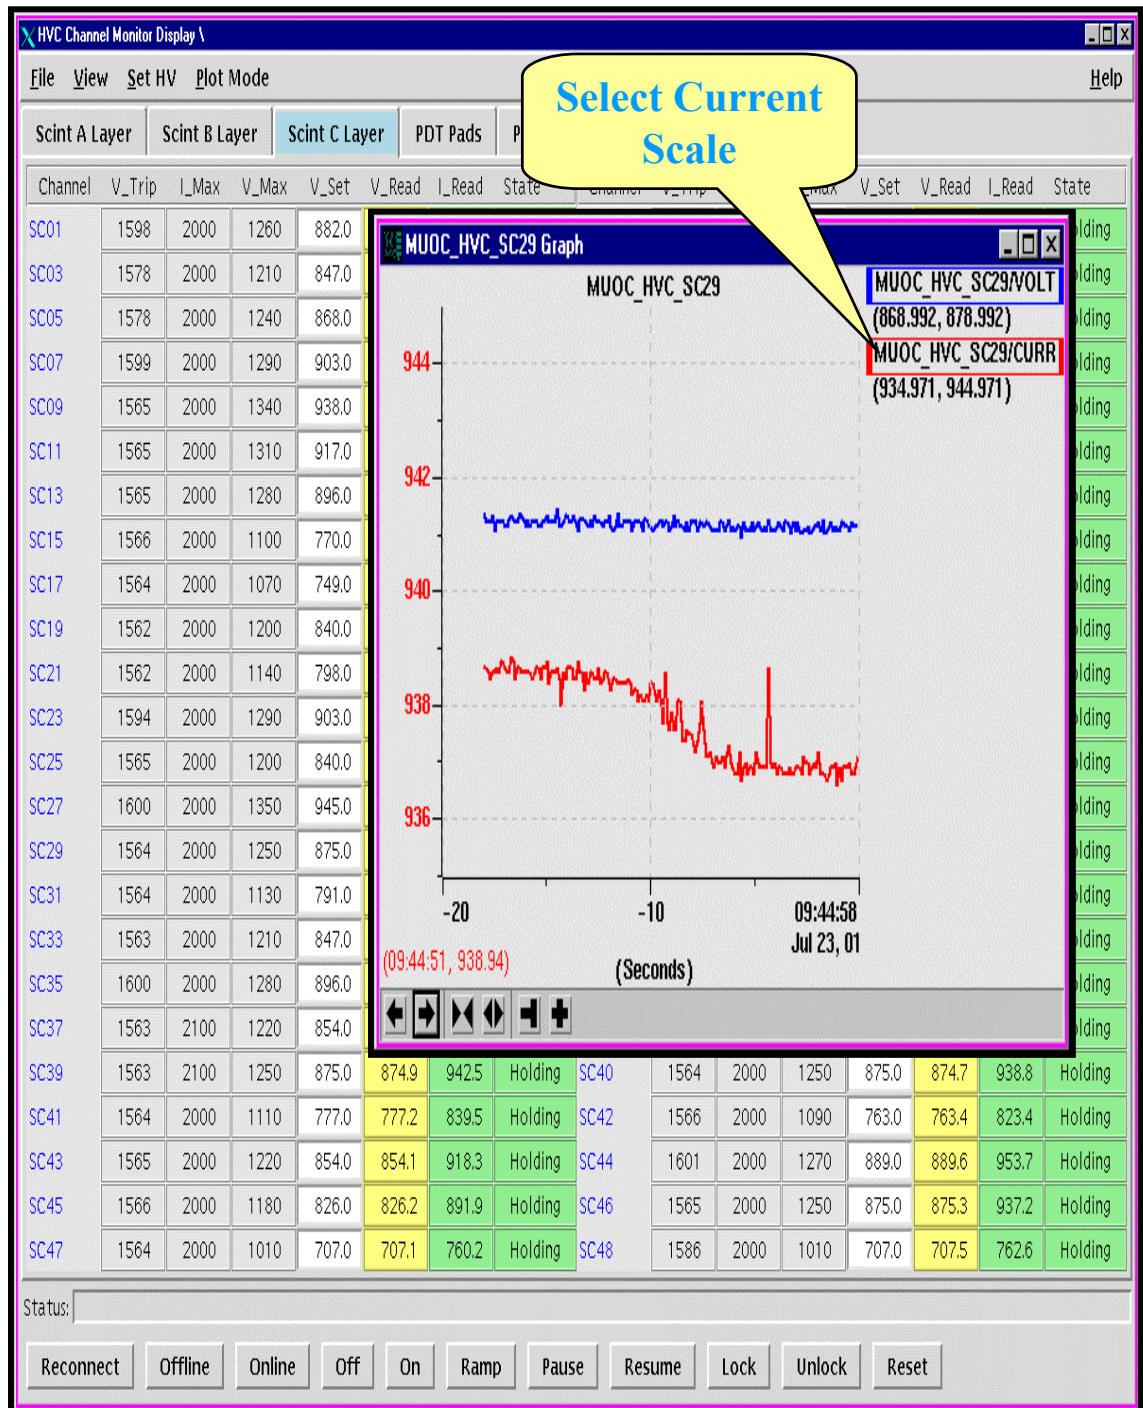 HVC Channel Monitor Display \
File View Set HV Plot Mode Help
Select Current
Scale
Scint A Layer Scint B Layer Scint C Layer PDT Pads
Channel V_Trip I_Max V_Max V_Set V_Read I_Read State V_Set V_Read I_Read State
SC01 1598 2000 1260 882.0
SC03 1578 2000 1210 847.0
SC05 1578 2000 1240 868.0
SC07 1599 2000 1290 903.0
SC09 1565 2000 1340 938.0
SC11 1565 2000 1310 917.0
SC13 1565 2000 1280 896.0
SC15 1566 2000 1100 770.0
SC17 1564 2000 1070 749.0
SC19 1562 2000 1200 840.0
SC21 1562 2000 1140 798.0
SC23 1594 2000 1290 903.0
SC25 1565 2000 1200 840.0
SC27 1600 2000 1350 945.0
SC29 1564 2000 1250 875.0
SC31 1564 2000 1130 791.0
SC33 1563 2000 1210 847.0
SC35 1600 2000 1280 896.0
SC37 1563 2100 1220 854.0
MUOC_HVC_SC29 Graph
MUOC_HVC_SC29
MUOC_HVC_SC29/VOLT
(868.992, 878.992)
MUOC_HVC_SC29/CURR
(934.971, 944.971)
944
942
940
938
936
-20 -10 09:44:58
Jul 23, 01
(09:44:51, 938.94)
(Seconds)
SC39 1563 2100 1250 875.0 874.9 942.5 Holding SC40 1564 2000 1250 875.0 874.7 938.8 Holding
SC41 1564 2000 1110 777.0 777.2 839.5 Holding SC42 1566 2000 1090 763.0 763.4 823.4 Holding
SC43 1565 2000 1220 854.0 854.1 918.3 Holding SC44 1601 2000 1270 889.0 889.6 953.7 Holding
SC45 1566 2000 1180 826.0 826.2 891.9 Holding SC46 1565 2000 1250 875.0 875.3 937.2 Holding
SC47 1564 2000 1010 707.0 707.1 760.2 Holding SC48 1586 2000 1010 707.0 707.5 762.6 Holding
Status:
Reconnect Offline Online Off On Ramp Pause Resume Lock Unlock Reset